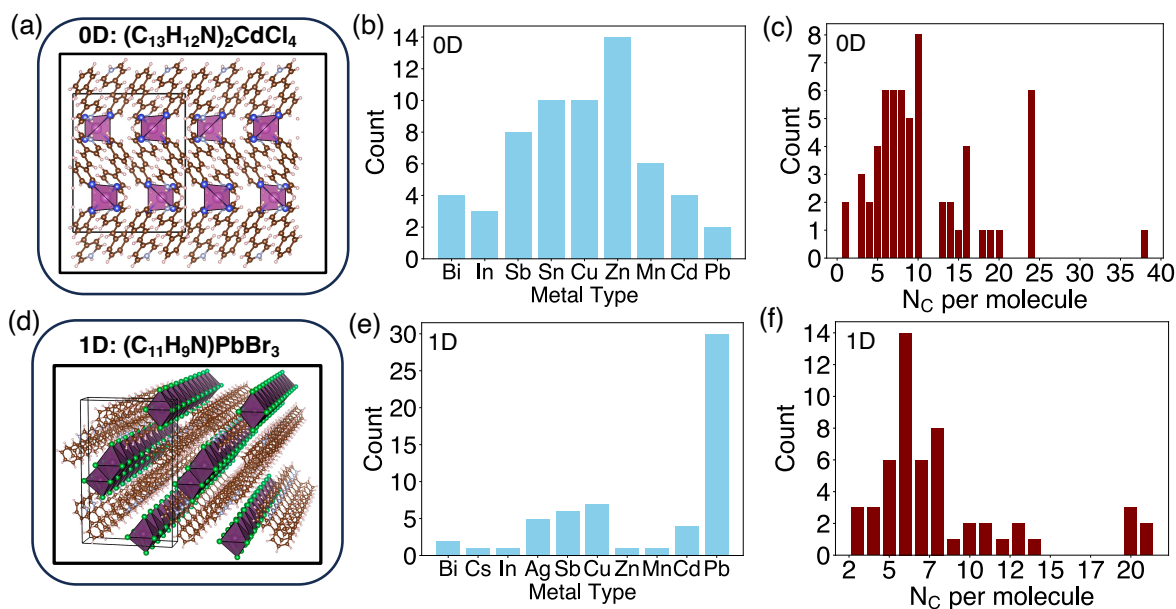 (a)
0D: (C₁₃H₁₂N)₂CdCl₄
(b)
0D
Count
14
12
10
8
6
4
2
0
Bi In Sb Sn Cu Zn Mn Cd Pb
Metal Type
(c)
0D
Count
8
7
6
5
4
3
2
1
0
0 5 10 15 20 25 30 35 40
N_C per molecule
(d)
1D: (C₁₁H₉N)PbBr₃
(e)
1D
Count
30
25
20
15
10
5
0
Bi Cs In Ag Sb Cu Zn Mn Cd Pb
Metal Type
(f)
1D
Count
14
12
10
8
6
4
2
0
2 5 7 10 12 15 17 20
N_C per molecule